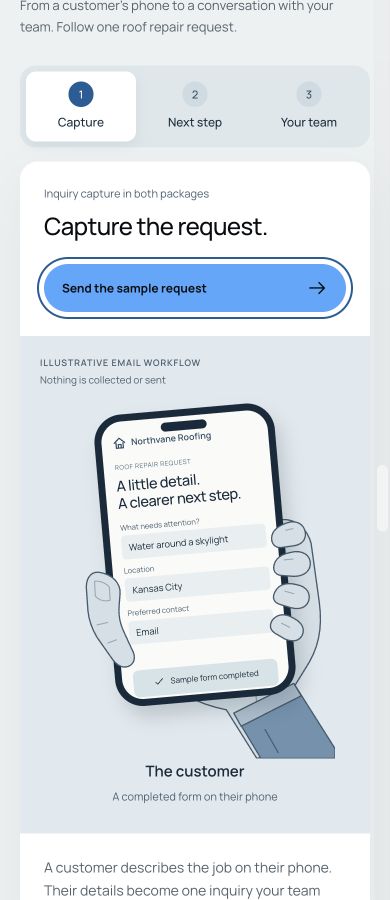 From a customer's phone to a conversation with your
team. Follow one roof repair request.
1
Capture
2
Next step
3
Your team
Inquiry capture in both packages
Capture the request.
Send the sample request
ILLUSTRATIVE EMAIL WORKFLOW
Nothing is collected or sent
Northvane Roofing
ROOF REPAIR REQUEST
A little detail.
A clearer next step.
What needs attention?
Water around a skylight
Location
Kansas City
Preferred contact
Email
Sample form completed
The customer
A completed form on their phone
A customer describes the job on their phone.
Their details become one inquiry your team